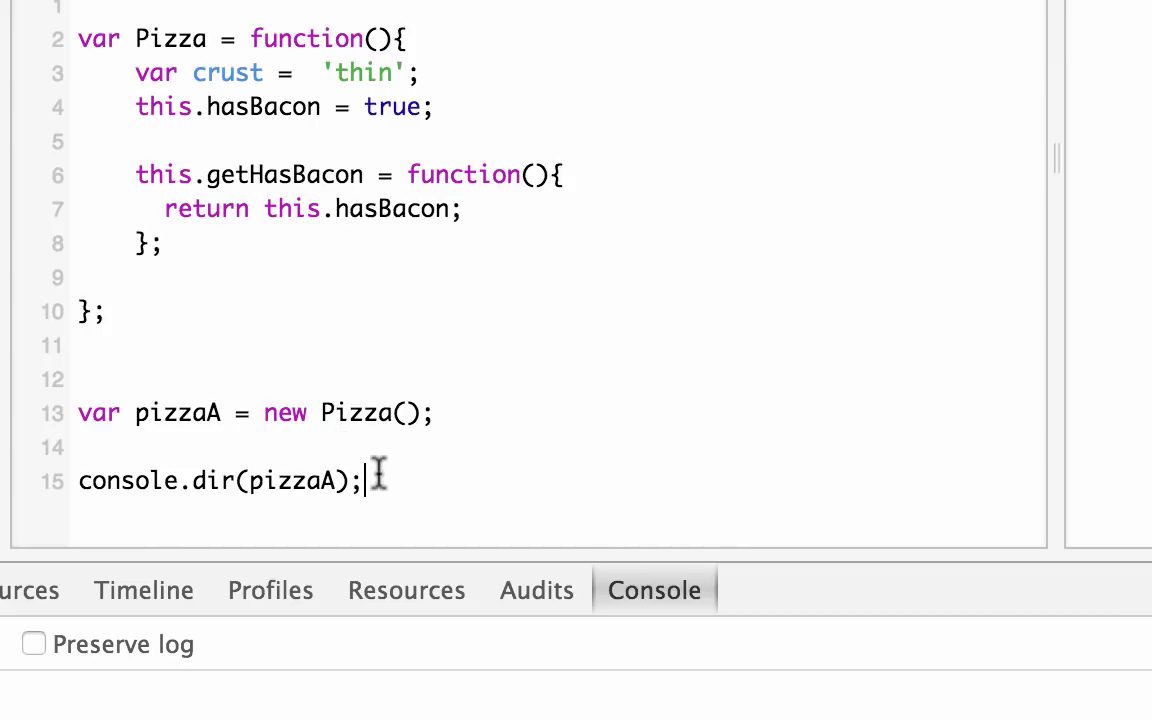 1
2 var Pizza = function(){
3 var crust =  'thin';
4 this.hasBacon = true;
5
6 this.getHasBacon = function(){
7 return this.hasBacon;
8 };
9
10 };
11
12
13 var pizzaA = new Pizza();
14
15 console.dir(pizzaA);
urces Timeline Profiles Resources Audits Console
Preserve log